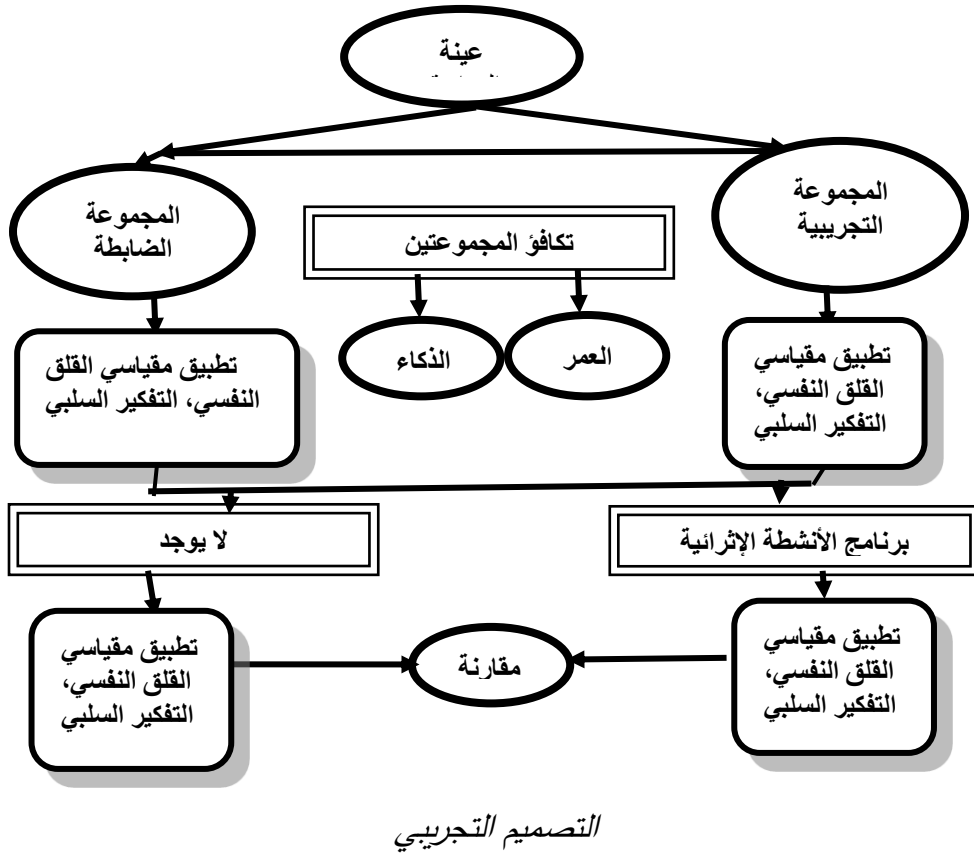 عينة
المجموعة
التجريبية
المجموعة
الضابطة
تكافؤ المجموعتين
العمر
الذكاء
تطبيق مقياسي
القلق النفسي،
التفكير السلبي
تطبيق مقياسي القلق
النفسي، التفكير السلبي
برنامج الأنشطة الإثرائية
لا يوجد
تطبيق مقياسي
القلق النفسي،
التفكير السلبي
مقارنة
تطبيق مقياسي
القلق النفسي،
التفكير السلبي
التصميم التجريبي